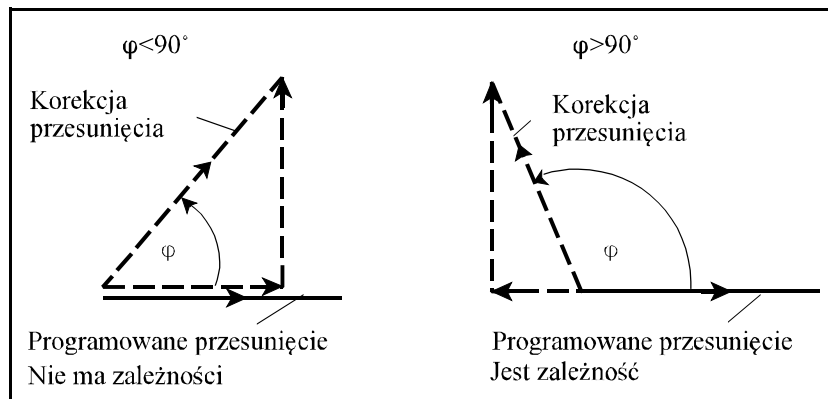 φ<90°
Korekcja
przesunięcia
φ
Programowane przesunięcie
Nie ma zależności
φ>90°
Korekcja
przesunięcia
φ
Programowane przesunięcie
Jest zależność